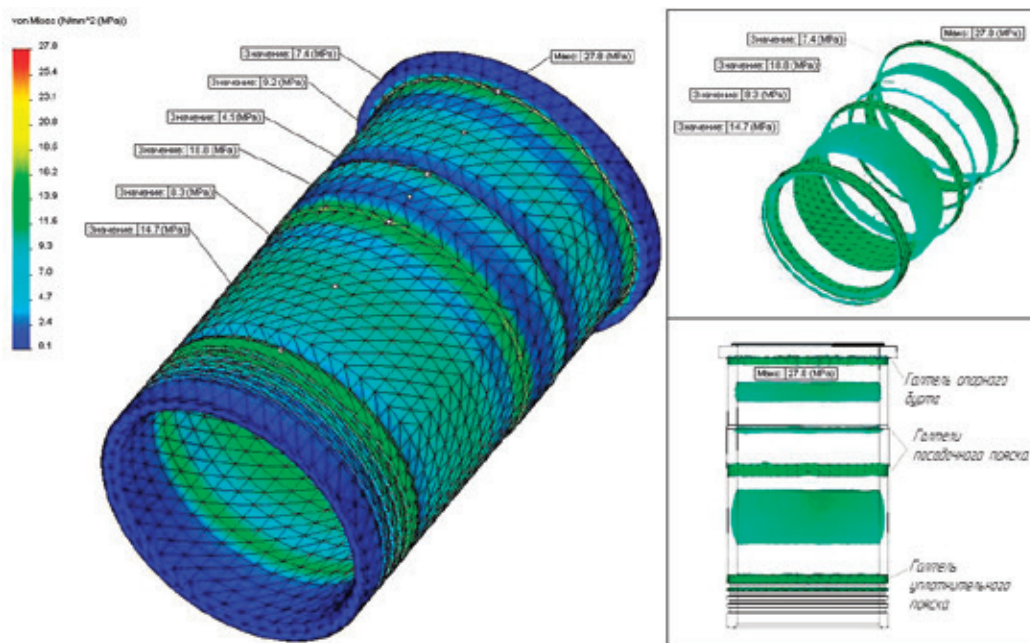 von Mises (N/mm^2 (MPa))
27.8
25.4
23.1
20.8
18.5
16.2
13.9
11.6
9.3
7.0
4.7
2.4
0.1
Значение: 7.6 (MPa)
Значение: 9.2 (MPa)
Значение: 4.1 (MPa)
Значение: 10.8 (MPa)
Значение: 8.3 (MPa)
Значение: 14.7 (MPa)
Макс: 27.8 (MPa)
Значение: 7.4 (MPa)
Макс: 27.8 (MPa)
Значение: 10.8 (MPa)
Значение: 8.3 (MPa)
Значение: 14.7 (MPa)
Макс: 27.8 (MPa)
Галтель опорного
бурта
Галтели
посадочного пояска
Галтель
уплотнительного
пояска